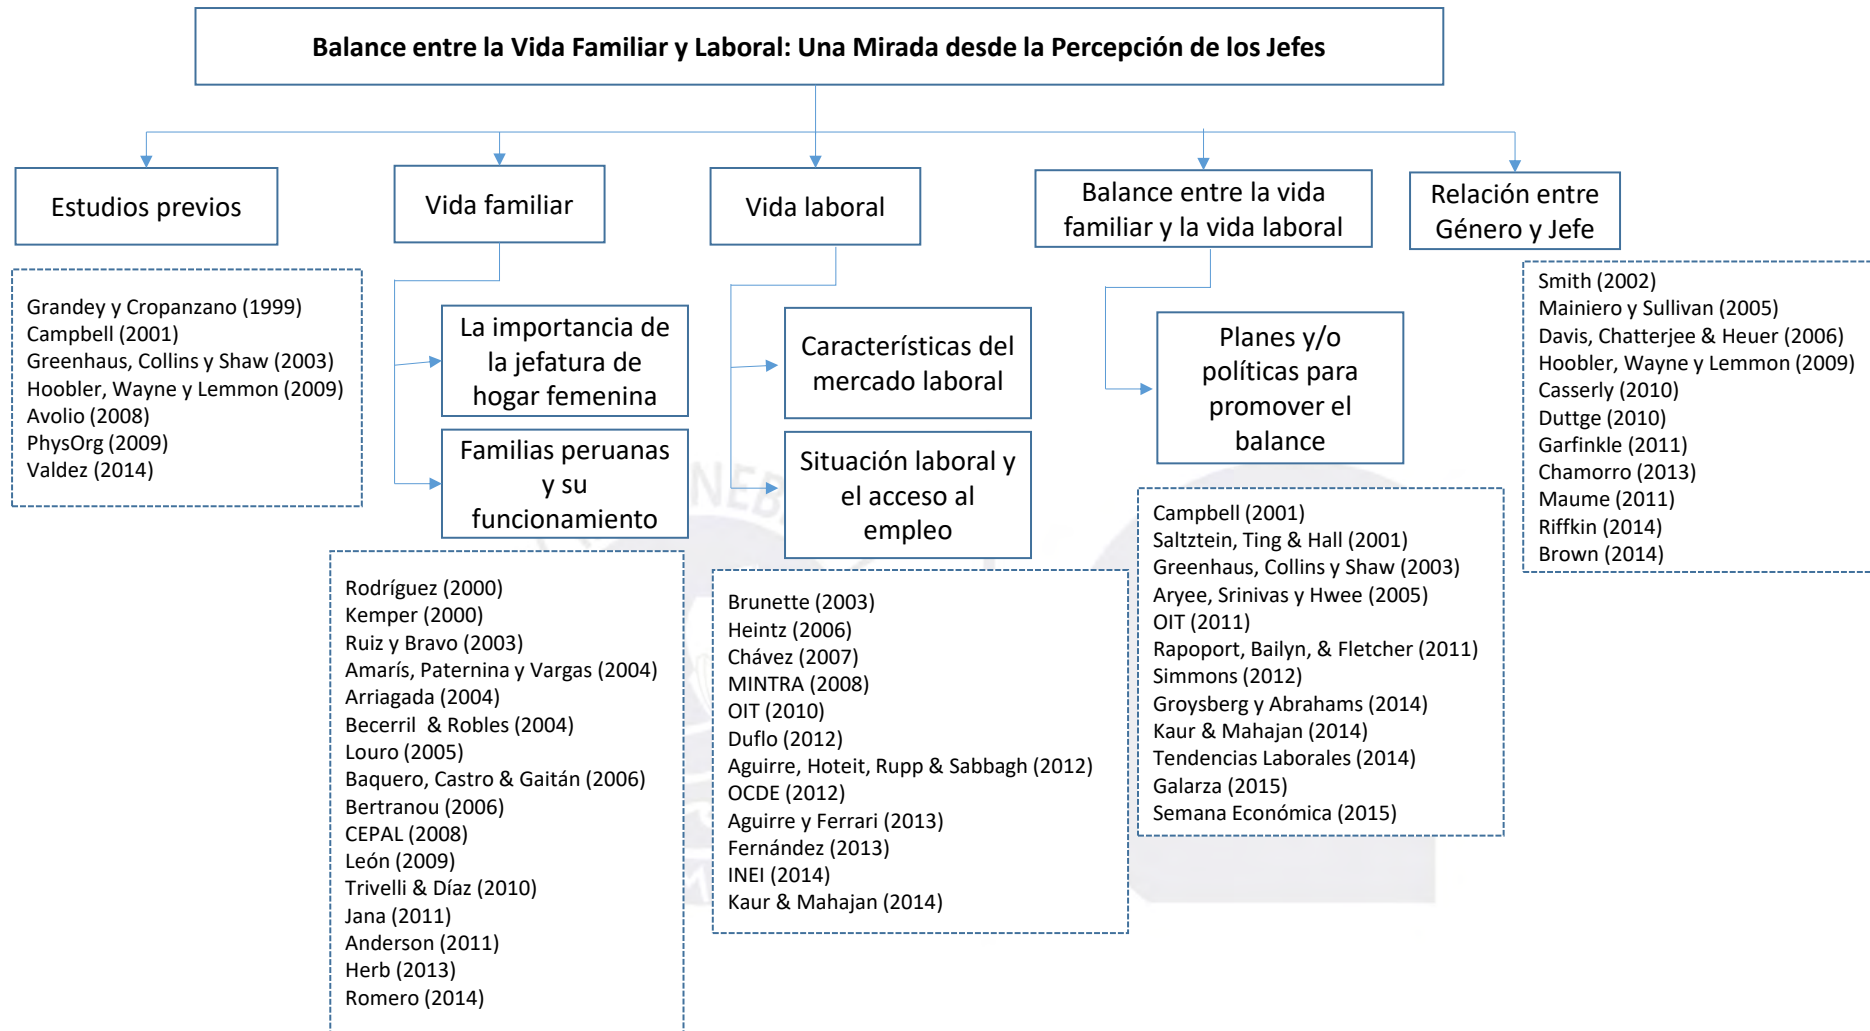 Balance entre la Vida Familiar y Laboral: Una Mirada desde la Percepción de los Jefes
Estudios previos
Grandey y Cropanzano (1999)
Campbell (2001)
Greenhaus, Collins y Shaw (2003)
Hoobler, Wayne y Lemmon (2009)
Avolio (2008)
PhysOrg (2009)
Valdez (2014)
Vida familiar
La importancia de
la jefatura de
hogar femenina
Familias peruanas
y su
funcionamiento
Rodríguez (2000)
Kemper (2000)
Ruiz y Bravo (2003)
Amarís, Paternina y Vargas (2004)
Arriagada (2004)
Becerril & Robles (2004)
Louro (2005)
Baquero, Castro & Gaitán (2006)
Bertranou (2006)
CEPAL (2008)
León (2009)
Trivelli & Díaz (2010)
Jana (2011)
Anderson (2011)
Herb (2013)
Romero (2014)
Vida laboral
Características del
mercado laboral
Situación laboral y
el acceso al
empleo
Brunette (2003)
Heintz (2006)
Chávez (2007)
MINTRA (2008)
OIT (2010)
Duflo (2012)
Aguirre, Hoteit, Rupp & Sabbagh (2012)
OCDE (2012)
Aguirre y Ferrari (2013)
Fernández (2013)
INEI (2014)
Kaur & Mahajan (2014)
Balance entre la vida
familiar y la vida laboral
Planes y/o
políticas para
promover el
balance
Campbell (2001)
Saltztein, Ting & Hall (2001)
Greenhaus, Collins y Shaw (2003)
Aryee, Srinivas y Hwee (2005)
OIT (2011)
Rapoport, Bailyn, & Fletcher (2011)
Simmons (2012)
Groysberg y Abrahams (2014)
Kaur & Mahajan (2014)
Tendencias Laborales (2014)
Galarza (2015)
Semana Económica (2015)
Relación entre
Género y Jefe
Smith (2002)
Mainiero y Sullivan (2005)
Davis, Chatterjee & Heuer (2006)
Hoobler, Wayne y Lemmon (2009)
Casserly (2010)
Duttge (2010)
Garfinkle (2011)
Chamorro (2013)
Maume (2011)
Riffkin (2014)
Brown (2014)